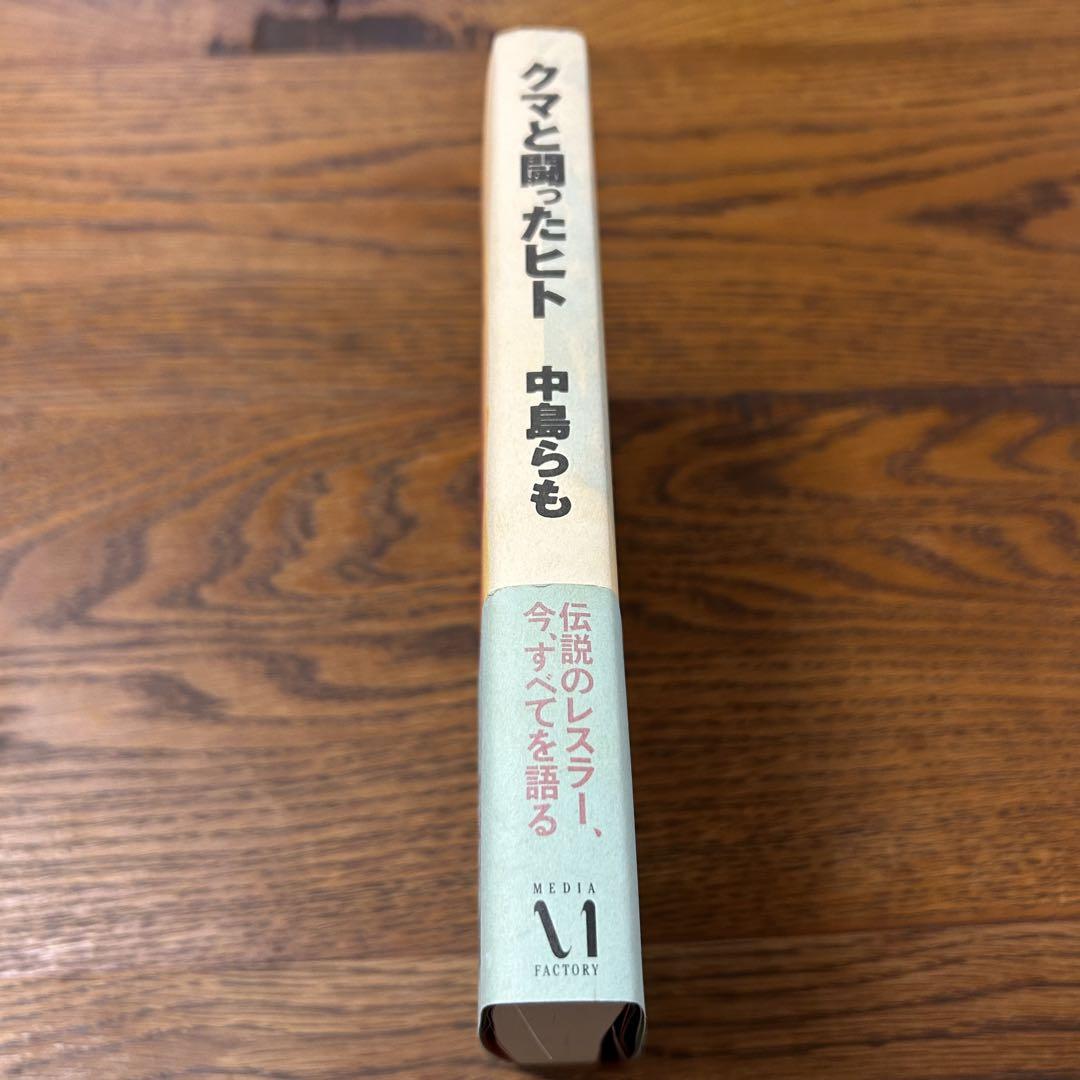 クマと闘ったヒト
中島らも
伝説のレスラー、
今、すべてを語る
MEDIA
FACTORY